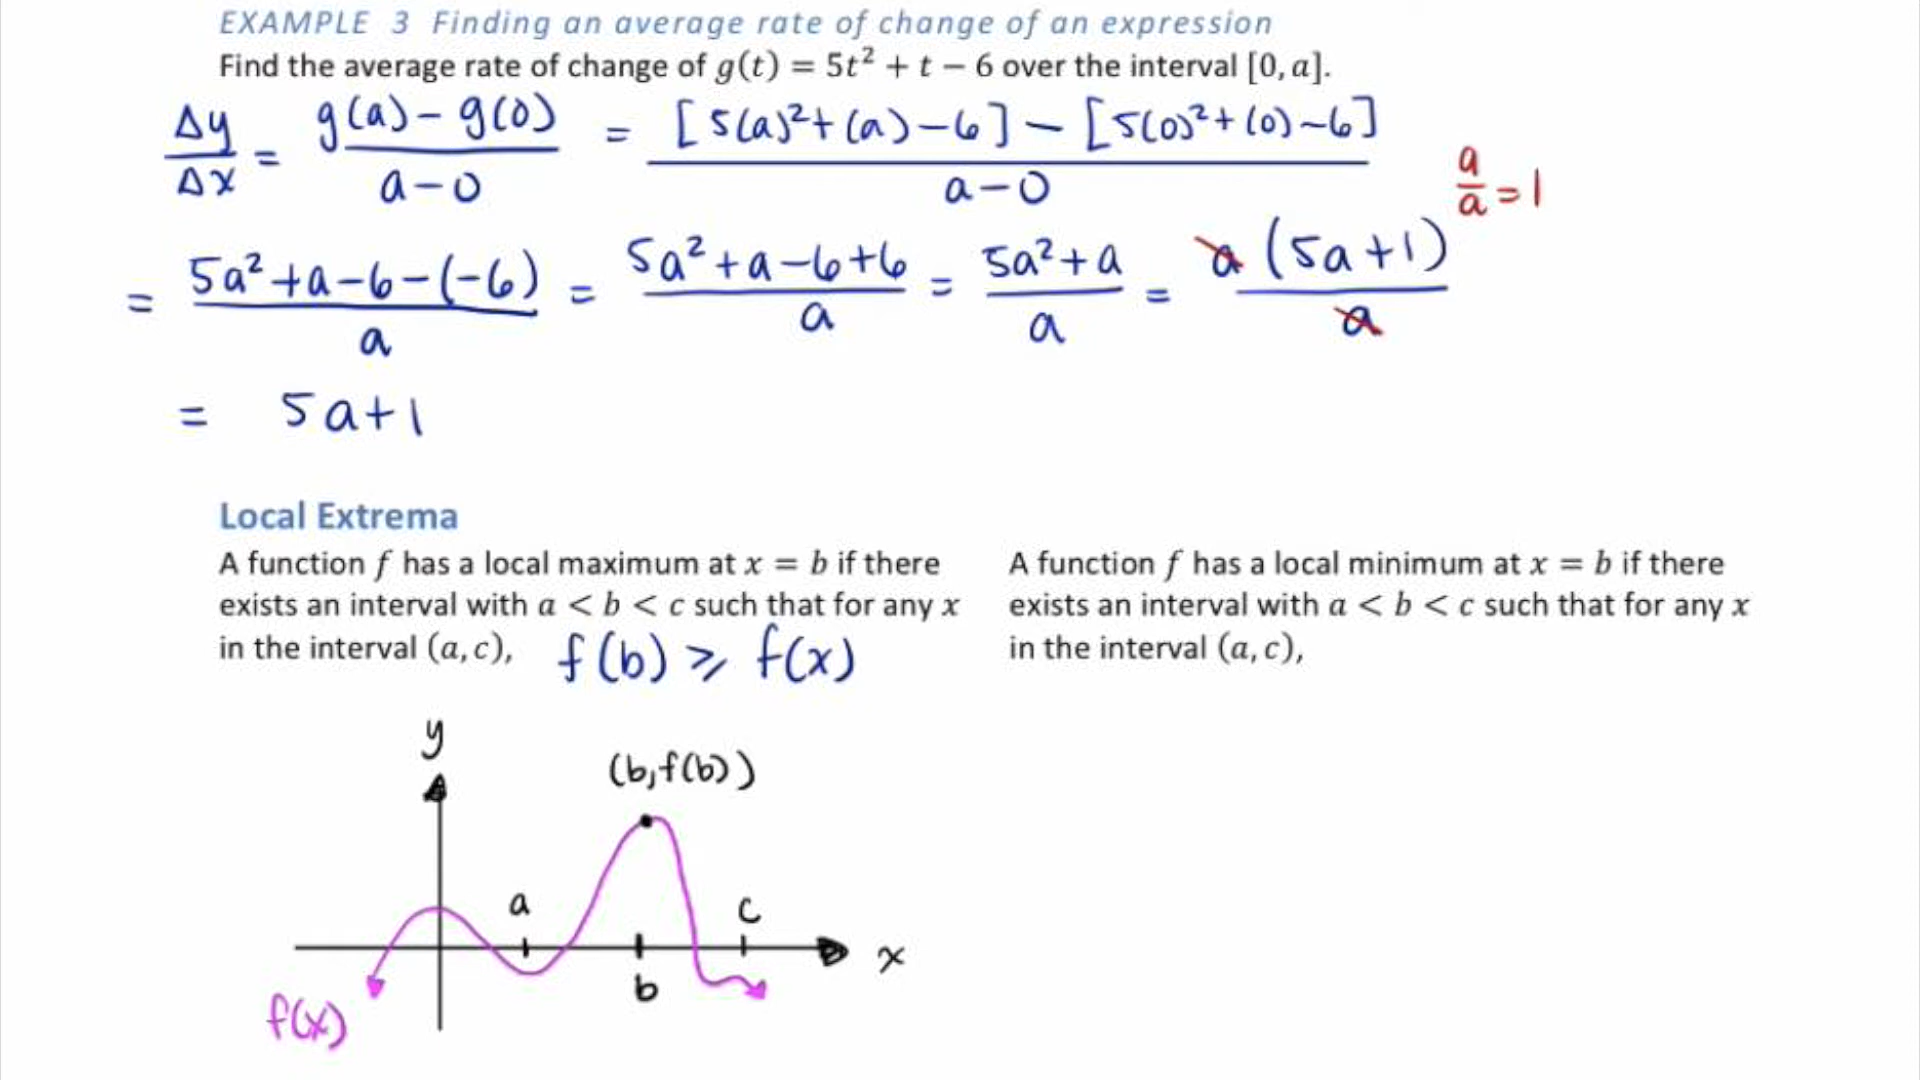 EXAMPLE 3 Finding an average rate of change of an expression
Find the average rate of change of g(t) = 5t² + t − 6 over the interval [0, a].
Δy/Δx = (g(a) − g(0))/(a − 0) = ([5(a)² + (a) − 6] − [5(0)² + (0) − 6])/(a − 0)
a/a = 1
= (5a² + a − 6 − (−6))/a = (5a² + a − 6 + 6)/a = (5a² + a)/a = a(5a + 1)/a
= 5a + 1
Local Extrema
A function f has a local maximum at x = b if there
exists an interval with a < b < c such that for any x
in the interval (a, c), f(b) ⩾ f(x)
A function f has a local minimum at x = b if there
exists an interval with a < b < c such that for any x
in the interval (a, c),
y
(b, f(b))
a
c
x
b
f(x)